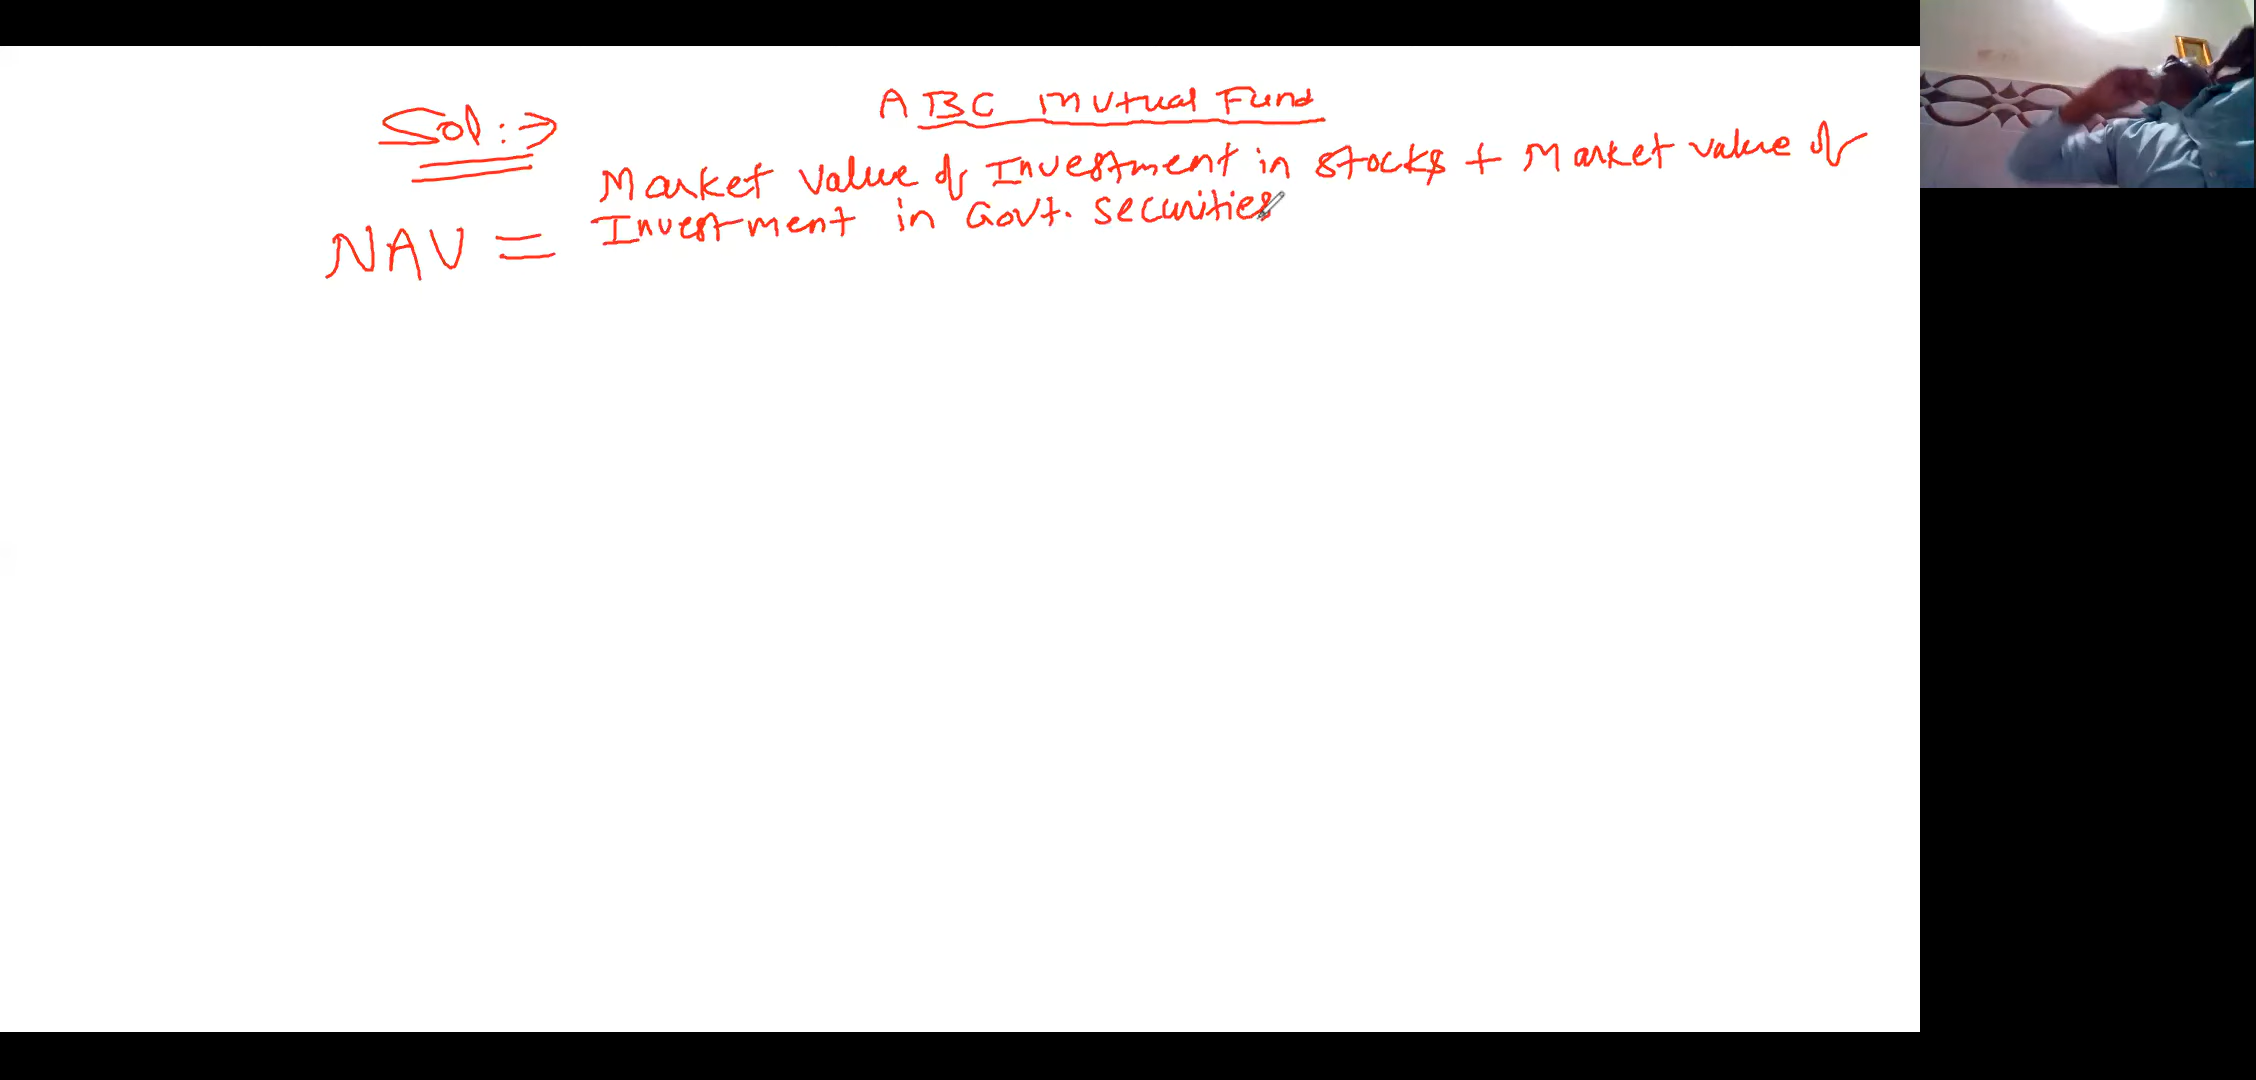 ABC Mutual Fund
Sol:→
Market Value of Investment in stocks + Market value of
Investment in Govt. securities
NAV =